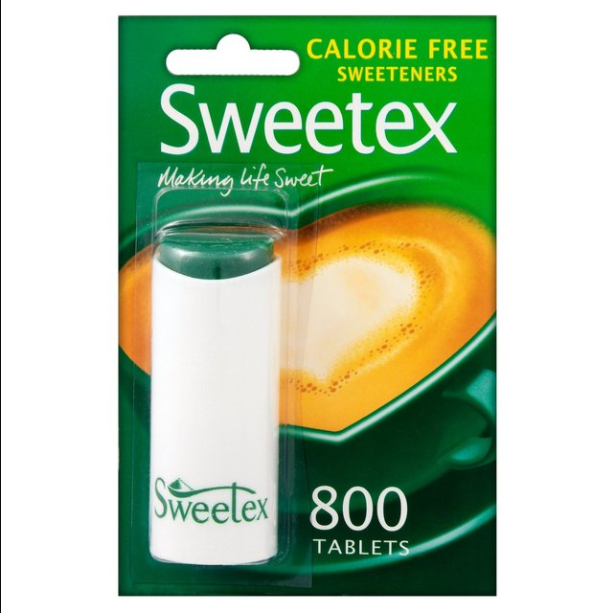 CALORIE FREE
SWEETENERS
Sweetex
Making Life Sweet
Sweetex
800
TABLETS